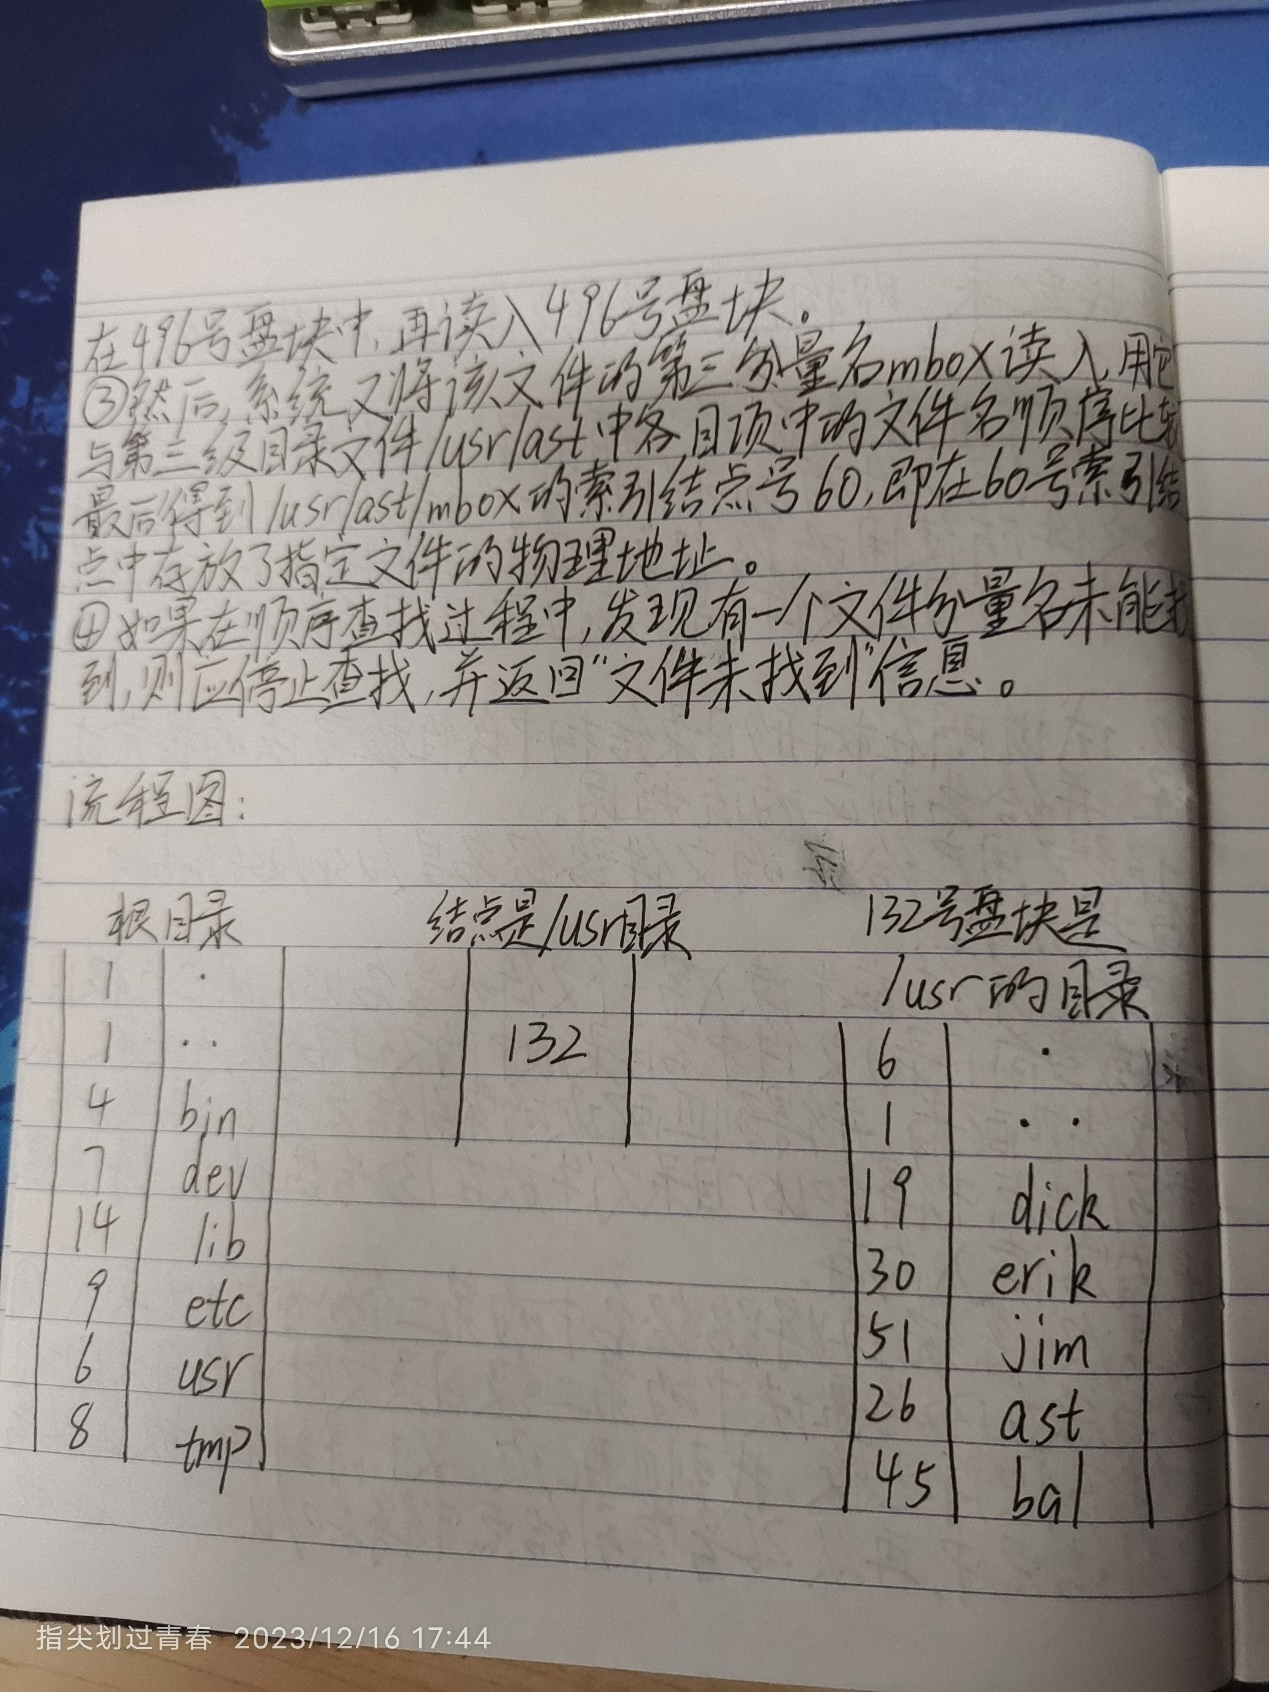 在496号盘块中,再读入496号盘块。
③然后,系统又将该文件的第三分量名mbox读入,用它
与第三级目录文件/usr/ast中各目项中的文件名顺序比较
最后得到/usr/ast/mbox的索引结点号60,即在60号索引结
点中存放了指定文件的物理地址。
④如果在顺序查找过程中,发现有一个文件分量名未能找
到,则应停止查找,并返回“文件未找到”信息。
流程图:
根目录
1 .
1 ..
4 bin
7 dev
14 lib
9 etc
6 usr
8 tmp
结点是/usr目录
132
132号盘块是
/usr的目录
6 .
1 ..
19 dick
30 erik
51 jim
26 ast
45 bal
指尖划过青春 2023/12/16 17:44